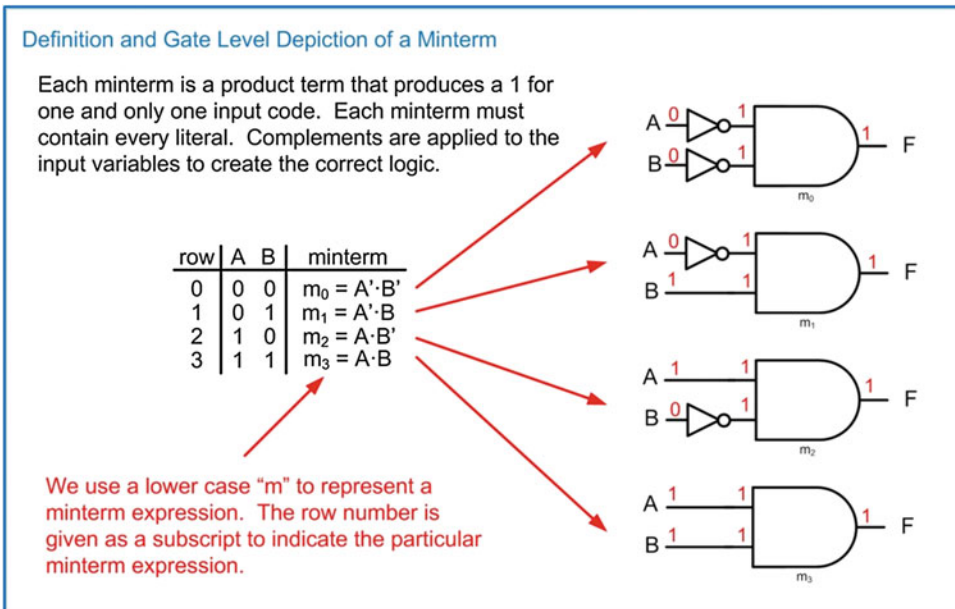 Definition and Gate Level Depiction of a Minterm
Each minterm is a product term that produces a 1 for
one and only one input code.  Each minterm must
contain every literal.  Complements are applied to the
input variables to create the correct logic.
row A B minterm
0 0 0 m₀ = A'·B'
1 0 1 m₁ = A'·B
2 1 0 m₂ = A·B'
3 1 1 m₃ = A·B
We use a lower case “m” to represent a
minterm expression.  The row number is
given as a subscript to indicate the particular
minterm expression.
A 0 1
B 0 1
1 F
m₀
A 0 1
B 1 1
1 F
m₁
A 1 1
B 0 1
1 F
m₂
A 1 1
B 1 1
1 F
m₃